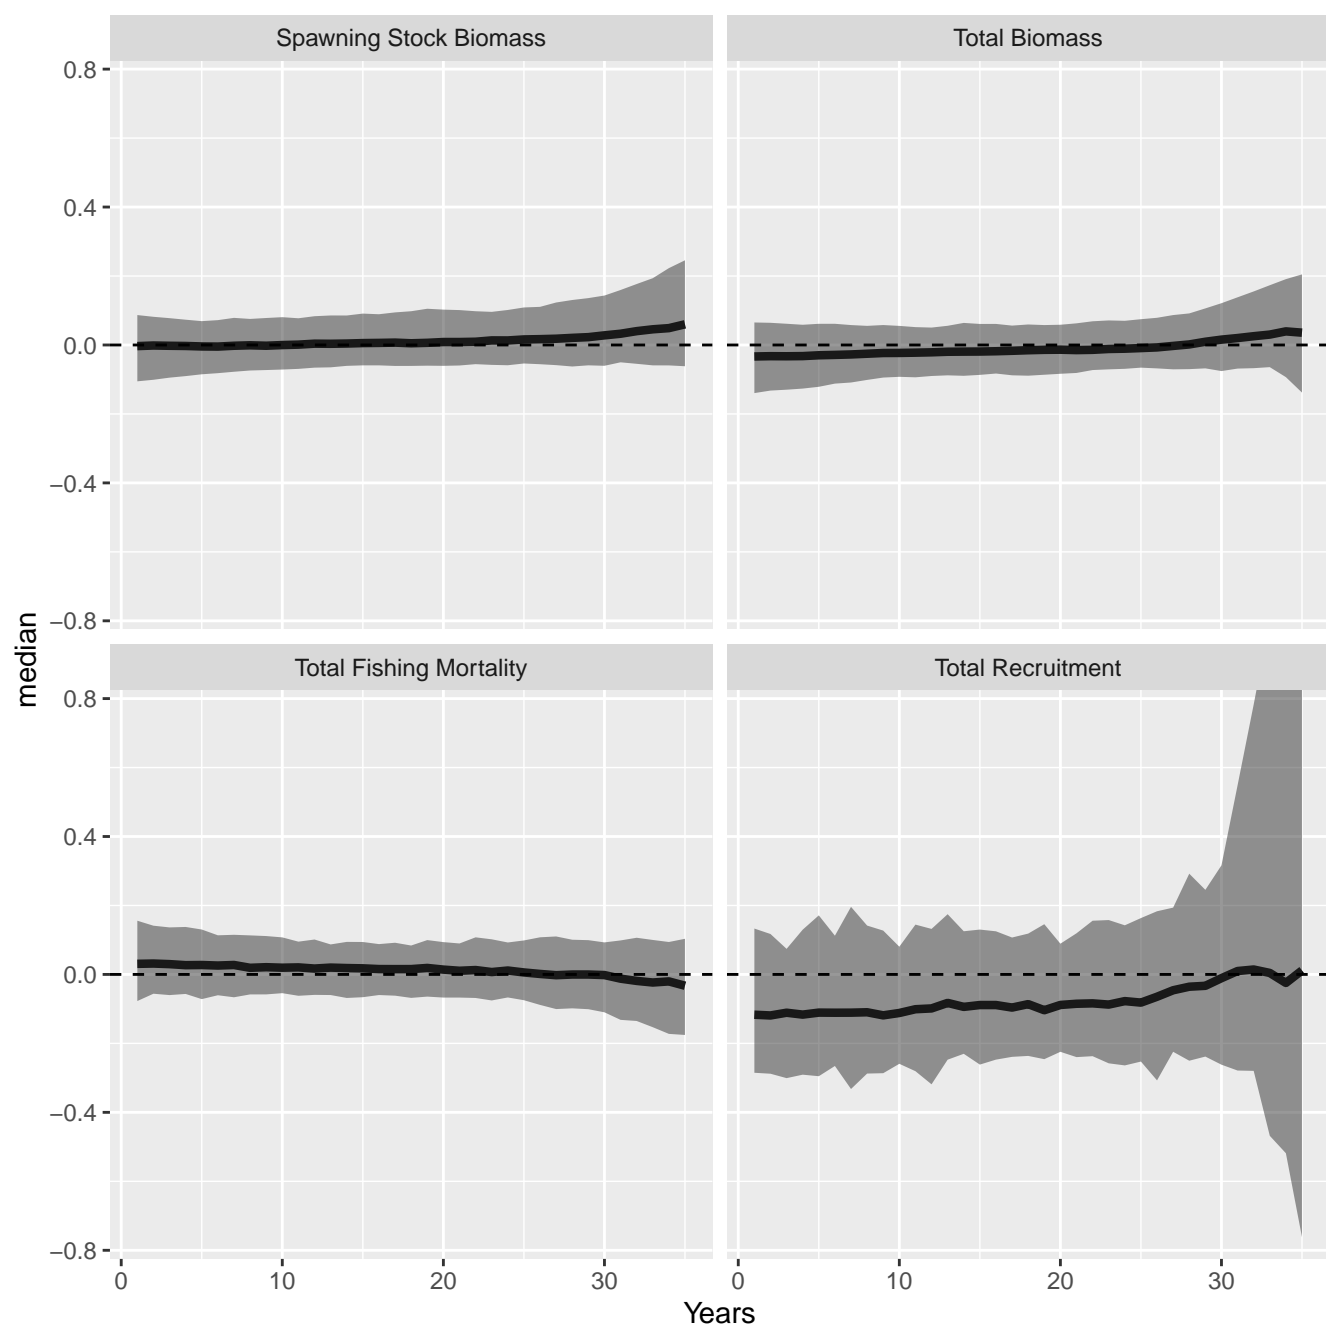 Spawning Stock Biomass
Total Biomass
0.8
0.4
0.0
−0.4
−0.8
median
Total Fishing Mortality
Total Recruitment
0.8
0.4
0.0
−0.4
−0.8
0 10 20 30
0 10 20 30
Years